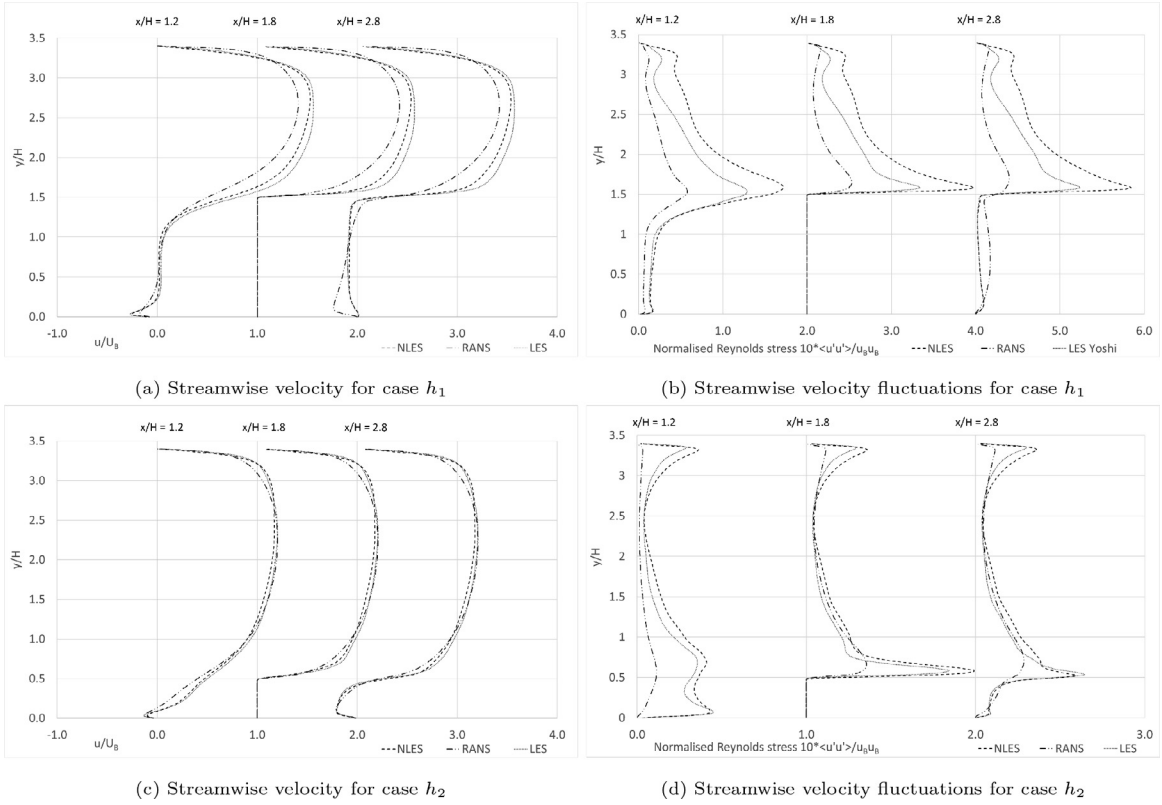 x/H = 1.2 x/H = 1.8 x/H = 2.8
3.5
3.0
2.5
2.0
1.5
1.0
0.5
0.0
y/H
-1.0 0.0 1.0 2.0 3.0 4.0
u/U_B
NLES RANS LES
(a) Streamwise velocity for case h₁
x/H = 1.2 x/H = 1.8 x/H = 2.8
3.5
3
2.5
2
1.5
1
0.5
0
y/H
0.0 1.0 2.0 3.0 4.0 5.0 6.0
Normalised Reynolds stress 10*<u'u'>/u_Bu_B NLES RANS LES Yoshi
(b) Streamwise velocity fluctuations for case h₁
x/H = 1.2 x/H = 1.8 x/H = 2.8
3.5
3.0
2.5
2.0
1.5
1.0
0.5
0.0
y/H
-1.0 0.0 1.0 2.0 3.0 4.0
u/U_B
NLES RANS LES
(c) Streamwise velocity for case h₂
x/H = 1.2 x/H = 1.8 x/H = 2.8
3.5
3
2.5
2
1.5
1
0.5
0
y/H
0.0 1.0 2.0 3.0
Normalised Reynolds stress 10*<u'u'>/u_Bu_B NLES RANS LES
(d) Streamwise velocity fluctuations for case h₂